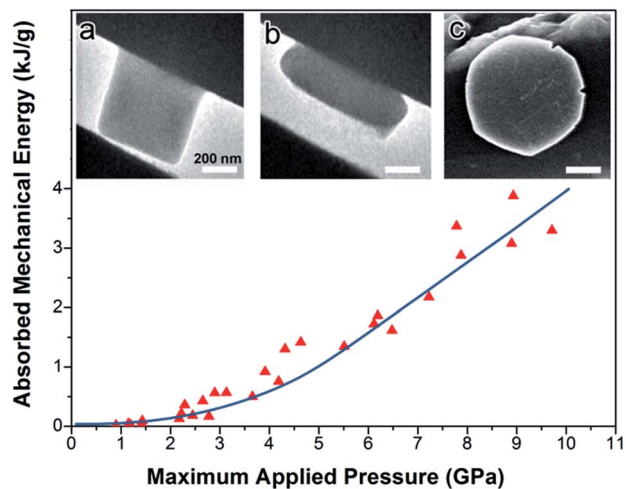 a
b
c
200 nm
Absorbed Mechanical Energy (kJ/g)
4
3
2
1
0
0 1 2 3 4 5 6 7 8 9 10 11
Maximum Applied Pressure (GPa)